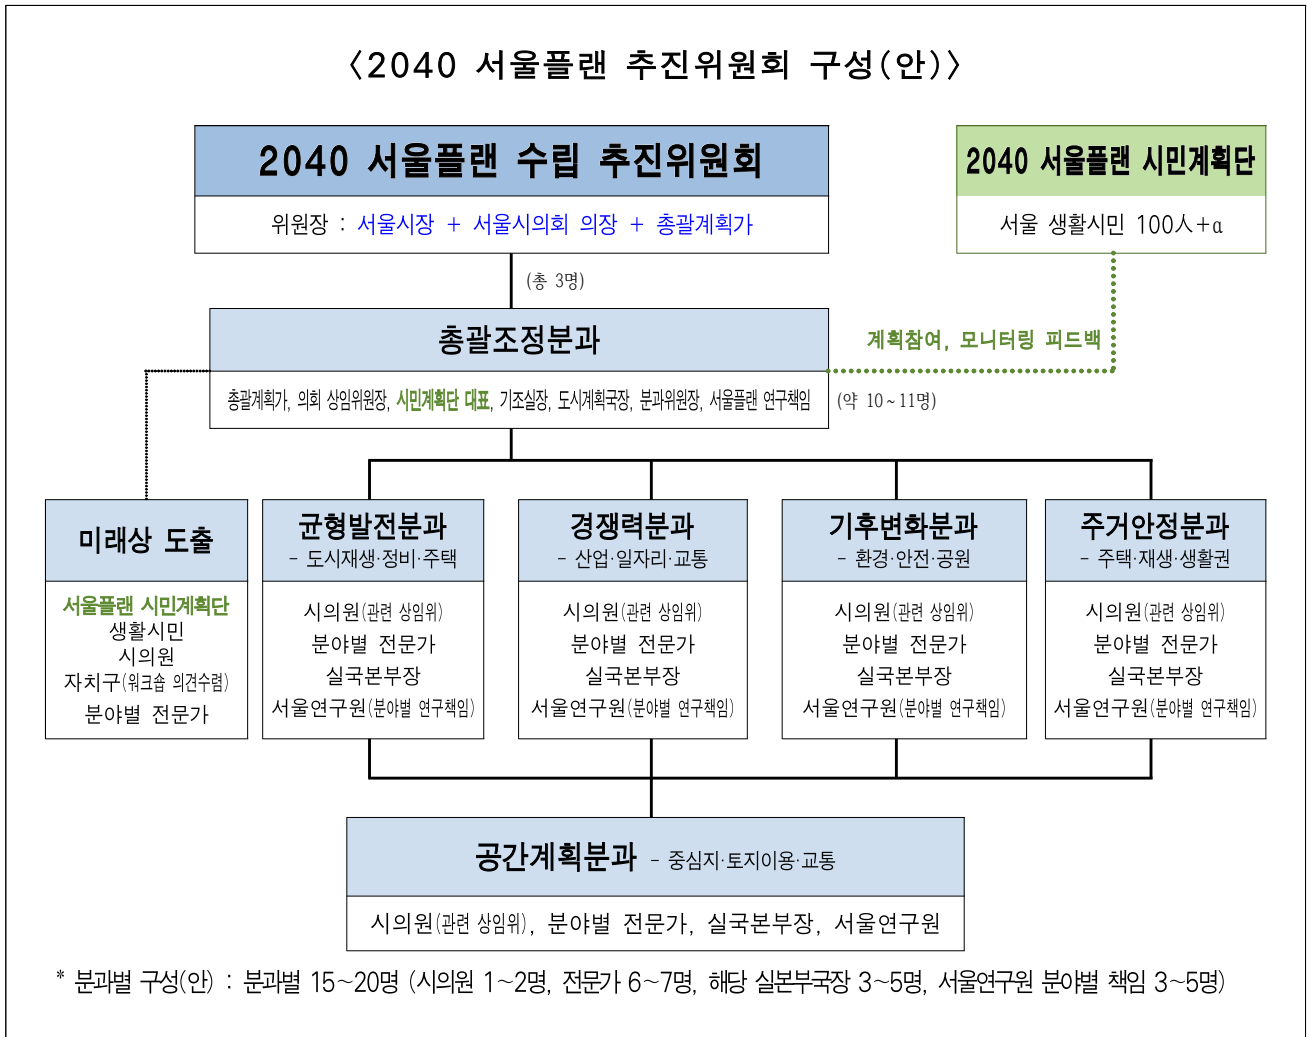 〈2040 서울플랜 추진위원회 구성(안)〉
2040 서울플랜 수립 추진위원회
위원장 : 서울시장 + 서울시의회 의장 + 총괄계획가
2040 서울플랜 시민계획단
서울 생활시민 100人+α
(총 3명)
총괄조정분과
계획참여, 모니터링 피드백
총괄계획가, 의회 상임위원장, 시민계획단 대표, 기조실장, 도시계획국장, 분과위원장, 서울플랜 연구책임
(약 10~11명)
미래상 도출
서울플랜 시민계획단
생활시민
시의원
자치구(워크숍 의견수렴)
분야별 전문가
균형발전분과
- 도시재생·정비·주택
시의원(관련 상임위)
분야별 전문가
실국본부장
서울연구원(분야별 연구책임)
경쟁력분과
- 산업·일자리·교통
시의원(관련 상임위)
분야별 전문가
실국본부장
서울연구원(분야별 연구책임)
기후변화분과
- 환경·안전·공원
시의원(관련 상임위)
분야별 전문가
실국본부장
서울연구원(분야별 연구책임)
주거안정분과
- 주택·재생·생활권
시의원(관련 상임위)
분야별 전문가
실국본부장
서울연구원(분야별 연구책임)
공간계획분과 - 중심지·토지이용·교통
시의원(관련 상임위), 분야별 전문가, 실국본부장, 서울연구원
* 분과별 구성(안) : 분과별 15~20명 (시의원 1~2명, 전문가 6~7명, 해당 실본부국장 3~5명, 서울연구원 분야별 책임 3~5명)